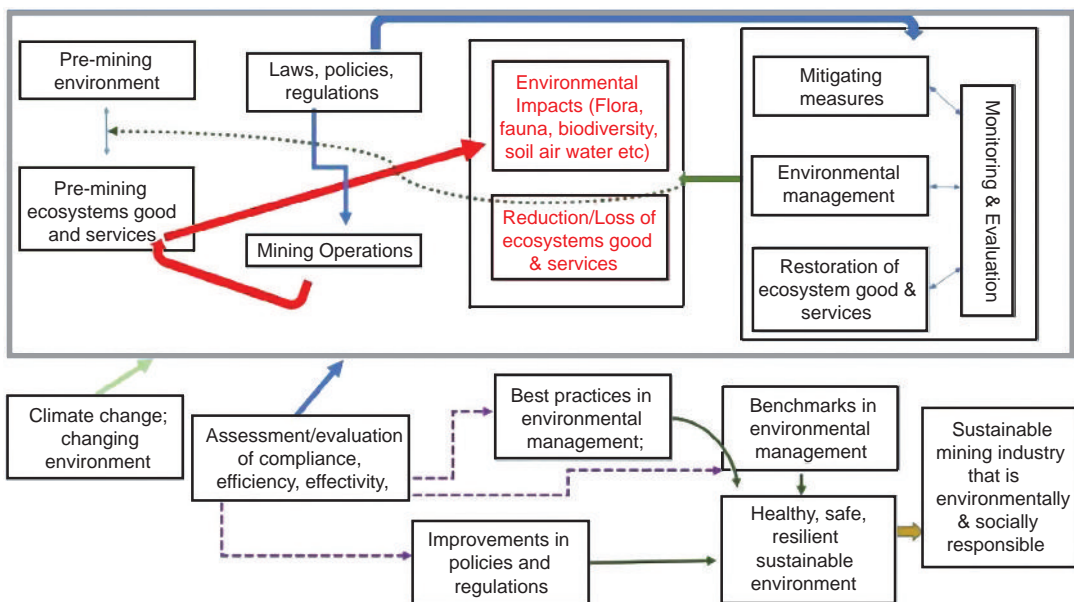 Pre-mining
environment
Laws, policies,
regulations
Environmental
Impacts (Flora,
fauna, biodiversity,
soil air water etc)
Mitigating
measures
Monitoring & Evaluation
Pre-mining
ecosystems good
and services
Environmental
management
Mining Operations
Reduction/Loss of
ecosystems good
& services
Restoration of
ecosystem good &
services
Climate change;
changing
environment
Assessment/evaluation
of compliance,
efficiency, effectivity,
Best practices in
environmental
management;
Benchmarks in
environmental
management
Sustainable
mining industry
that is
environmentally
& socially
responsible
Improvements in
policies and
regulations
Healthy, safe,
resilient
sustainable
environment